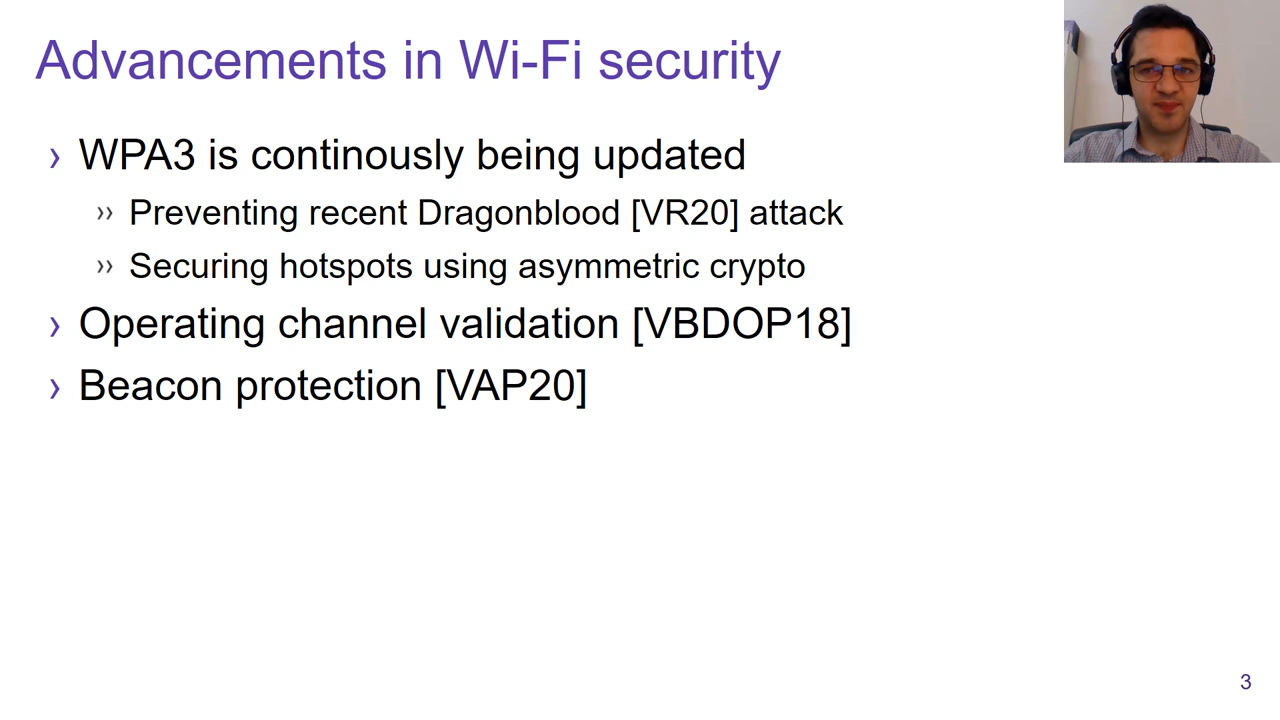 Advancements in Wi-Fi security
› WPA3 is continously being updated
›› Preventing recent Dragonblood [VR20] attack
›› Securing hotspots using asymmetric crypto
› Operating channel validation [VBDOP18]
› Beacon protection [VAP20]
3